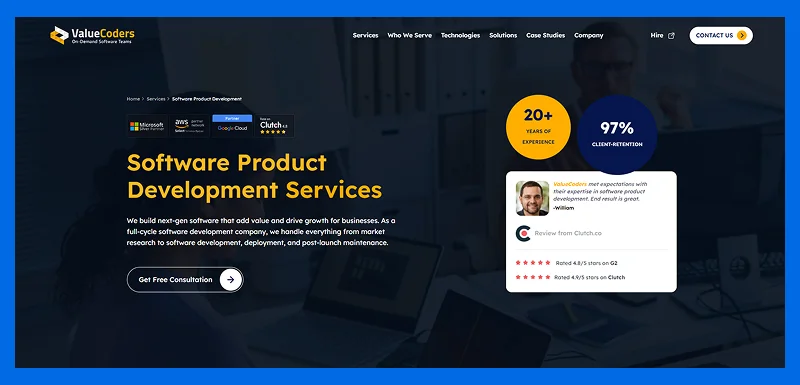 ValueCoders
On-Demand Software Teams
Services Who We Serve Technologies Solutions Case Studies Company
Hire
CONTACT US
Home > Services > Software Product Development
Microsoft
Silver Partner
aws partner network
Select
Partner
Google Cloud
Clutch 4.9
Software Product
Development Services
We build next-gen software that add value and drive growth for businesses. As a
full-cycle software development company, we handle everything from market
research to software development, deployment, and post-launch maintenance.
Get Free Consultation
20+
YEARS OF
EXPERIENCE
97%
CLIENT-RETENTION
ValueCoders met expectations with
their expertise in software product
development. End result is great.
-William
Review from Clutch.co
Rated 4.8/5 stars on G2
Rated 4.9/5 stars on Clutch